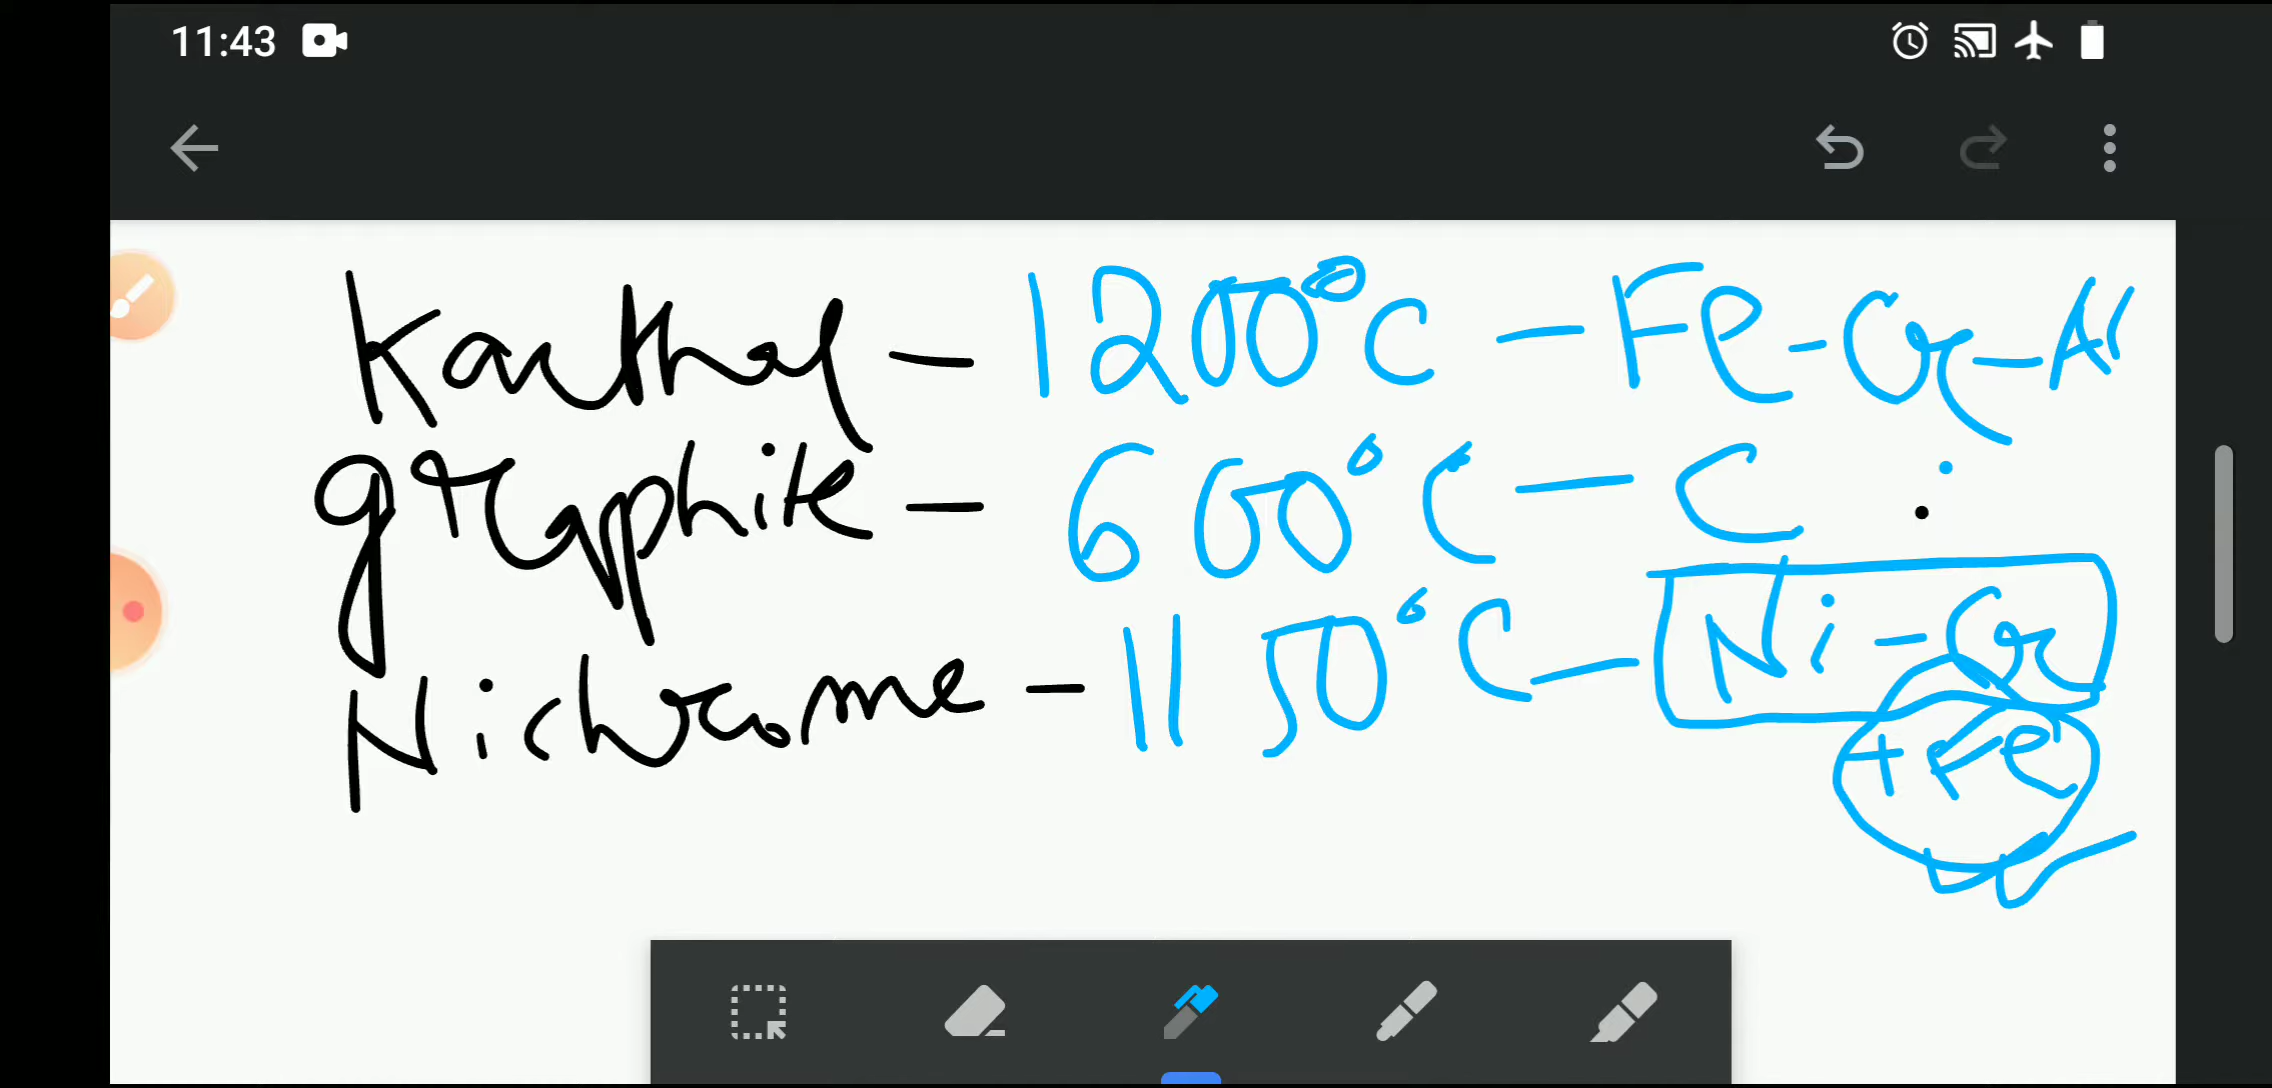 11:43
Kanthal - 1200°C - Fe-Cr-Al
graphite - 600°C - C
Nichrome - 1150°C - Ni-Cr
+Fe